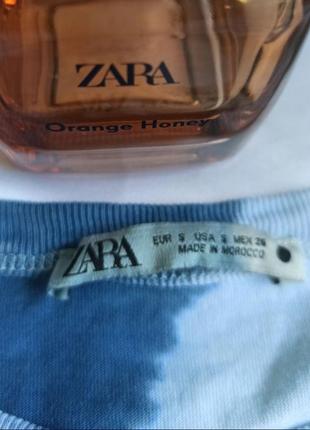 ZARA
Orange Honey
ZARA
EUR S USA S MEX 26
MADE IN MOROCCO